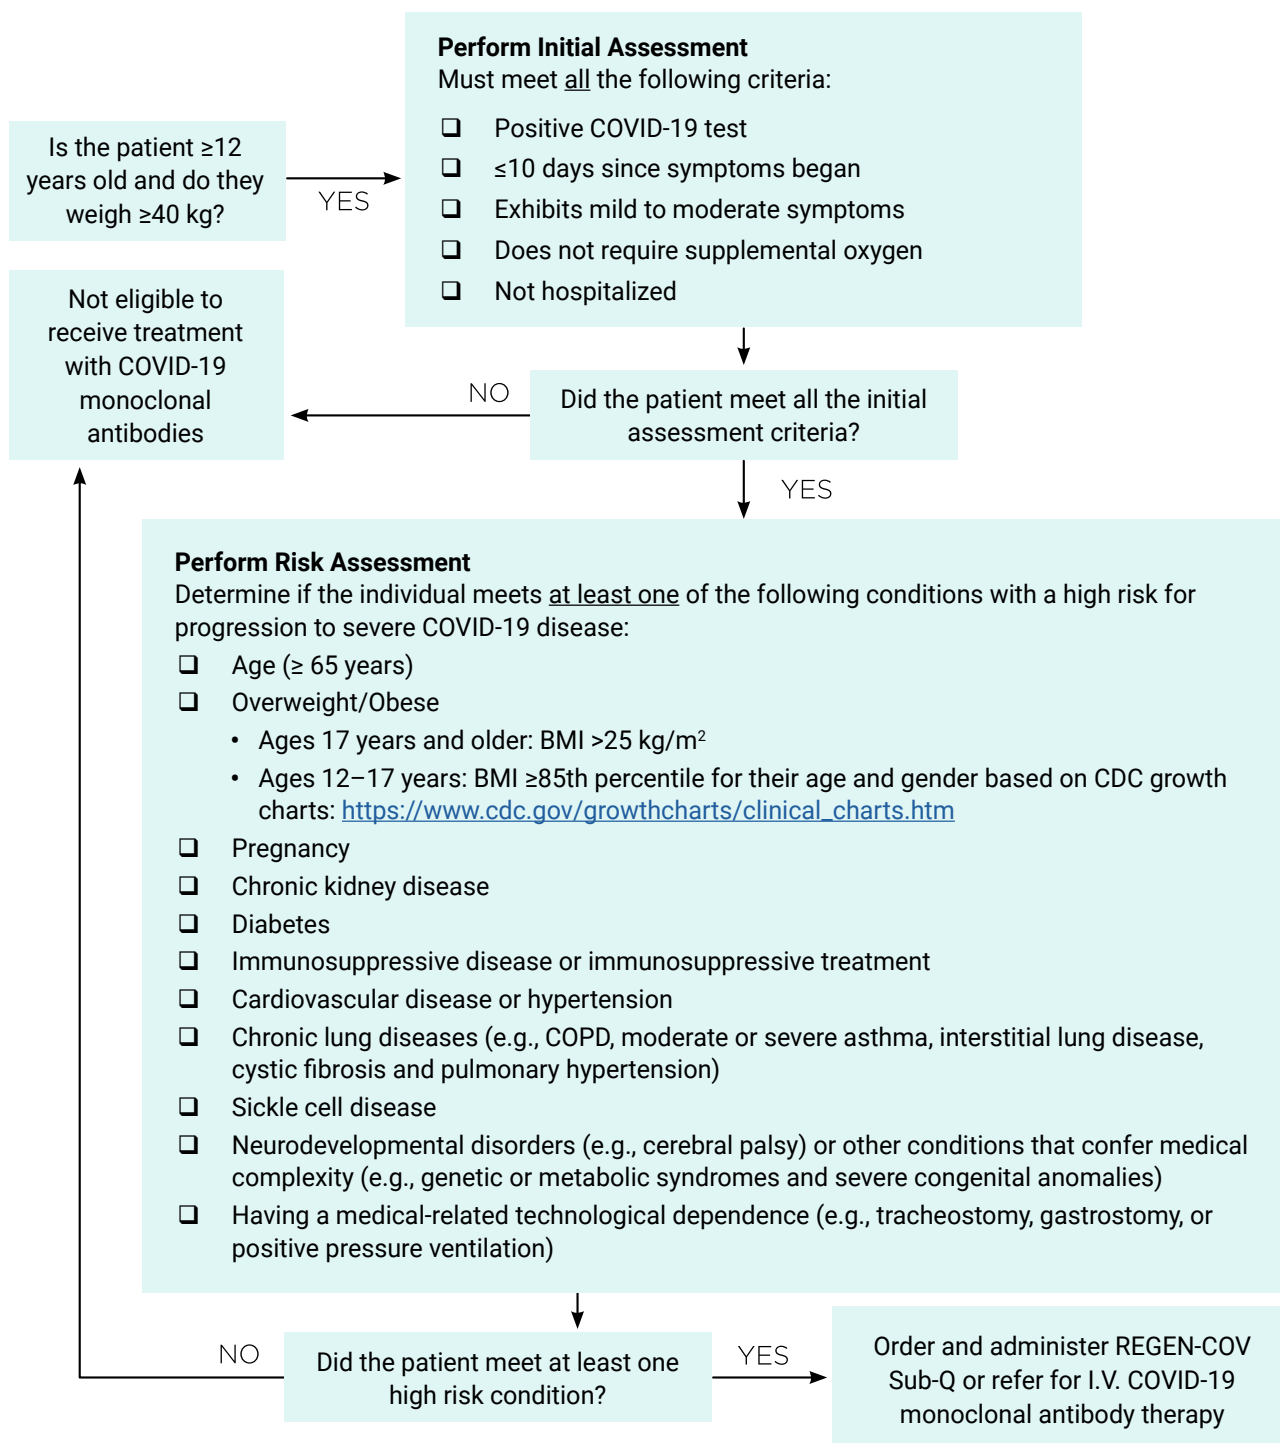 Perform Initial Assessment
Must meet all the following criteria:
❑ Positive COVID-19 test
❑ ≤10 days since symptoms began
❑ Exhibits mild to moderate symptoms
❑ Does not require supplemental oxygen
❑ Not hospitalized
Is the patient ≥12
years old and do they
weigh ≥40 kg?
YES
Not eligible to
receive treatment
with COVID-19
monoclonal
antibodies
NO
Did the patient meet all the initial
assessment criteria?
YES
Perform Risk Assessment
Determine if the individual meets at least one of the following conditions with a high risk for
progression to severe COVID-19 disease:
❑ Age (≥ 65 years)
❑ Overweight/Obese
• Ages 17 years and older: BMI >25 kg/m²
• Ages 12–17 years: BMI ≥85th percentile for their age and gender based on CDC growth
charts: https://www.cdc.gov/growthcharts/clinical_charts.htm
❑ Pregnancy
❑ Chronic kidney disease
❑ Diabetes
❑ Immunosuppressive disease or immunosuppressive treatment
❑ Cardiovascular disease or hypertension
❑ Chronic lung diseases (e.g., COPD, moderate or severe asthma, interstitial lung disease,
cystic fibrosis and pulmonary hypertension)
❑ Sickle cell disease
❑ Neurodevelopmental disorders (e.g., cerebral palsy) or other conditions that confer medical
complexity (e.g., genetic or metabolic syndromes and severe congenital anomalies)
❑ Having a medical-related technological dependence (e.g., tracheostomy, gastrostomy, or
positive pressure ventilation)
NO
Did the patient meet at least one
high risk condition?
YES
Order and administer REGEN-COV
Sub-Q or refer for I.V. COVID-19
monoclonal antibody therapy